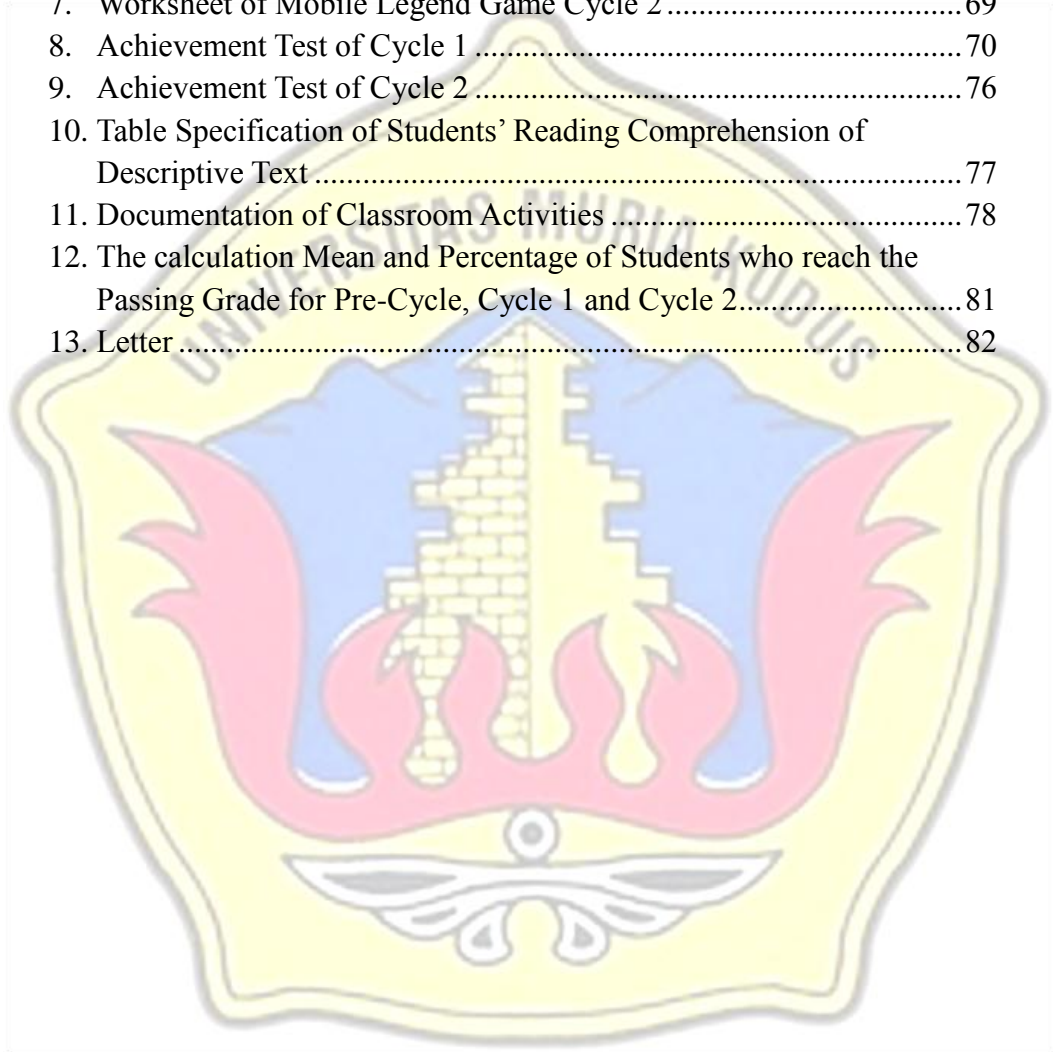 7. Worksheet of Mobile Legend Game Cycle 2 ..................................... 69
8. Achievement Test of Cycle 1 ............................................................. 70
9. Achievement Test of Cycle 2 ............................................................. 76
10. Table Specification of Students’ Reading Comprehension of
Descriptive Text ................................................................................. 77
11. Documentation of Classroom Activities ............................................ 78
12. The calculation Mean and Percentage of Students who reach the
Passing Grade for Pre-Cycle, Cycle 1 and Cycle 2............................ 81
13. Letter .................................................................................................. 82
UNIVERSITAS MURIA KUDUS